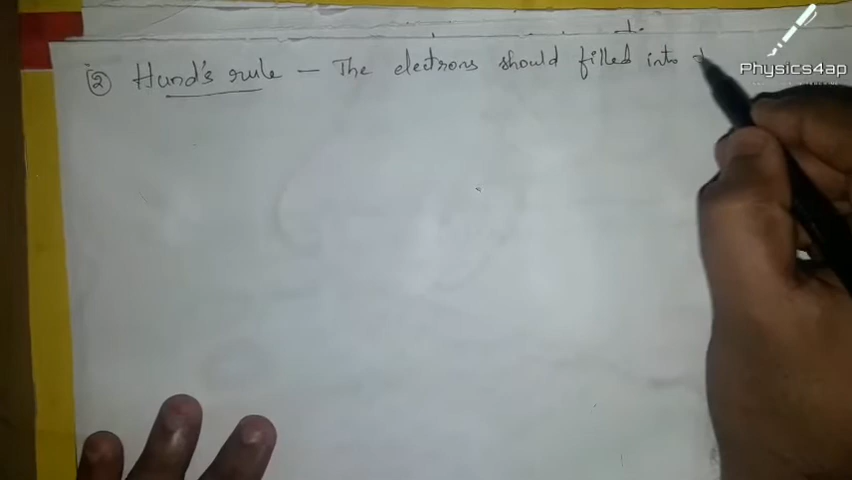 ② Hund's rule — The electrons should filled into
Physics4ap